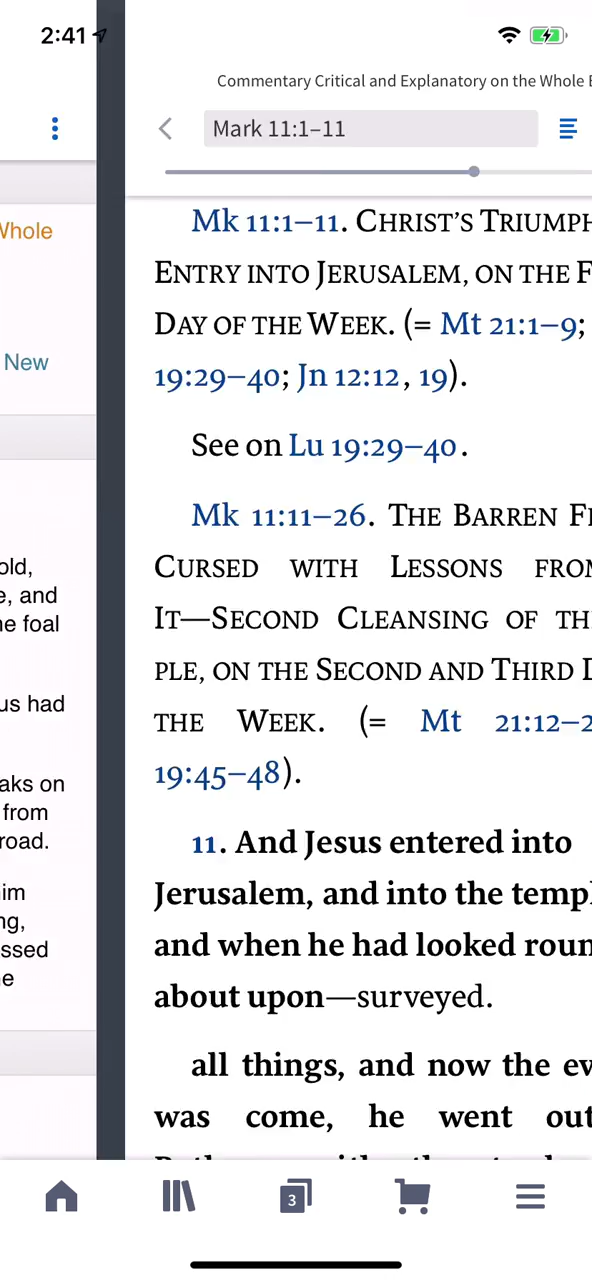 2:41
Commentary Critical and Explanatory on the Whole
Mark 11:1–11
Whole
New
old,
e, and
foal
us had
aks on
from
road.
ng,
ssed
Mk 11:1–11. CHRIST’S TRIUMPH
ENTRY INTO JERUSALEM, ON THE F
DAY OF THE WEEK. (= Mt 21:1–9;
19:29–40; Jn 12:12, 19).
See on Lu 19:29–40.
Mk 11:11–26. THE BARREN FI
CURSED WITH LESSONS FROM
IT—SECOND CLEANSING OF THE
PLE, ON THE SECOND AND THIRD D
THE WEEK. (= Mt 21:12–2
19:45–48).
11. And Jesus entered into
Jerusalem, and into the templ
and when he had looked roun
about upon—surveyed.
all things, and now the ev
was come, he went out
3